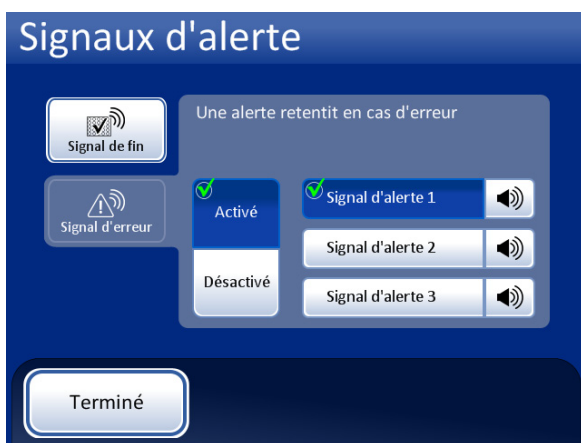 Signaux d'alerte
Signal de fin
Signal d'erreur
Une alerte retentit en cas d'erreur
Activé
Désactivé
Signal d'alerte 1
Signal d'alerte 2
Signal d'alerte 3
Terminé